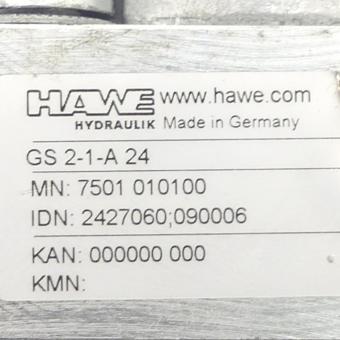 HAWE www.hawe.com
HYDRAULIK Made in Germany
GS 2-1-A 24
MN: 7501 010100
IDN: 2427060;090006
KAN: 000000 000
KMN: